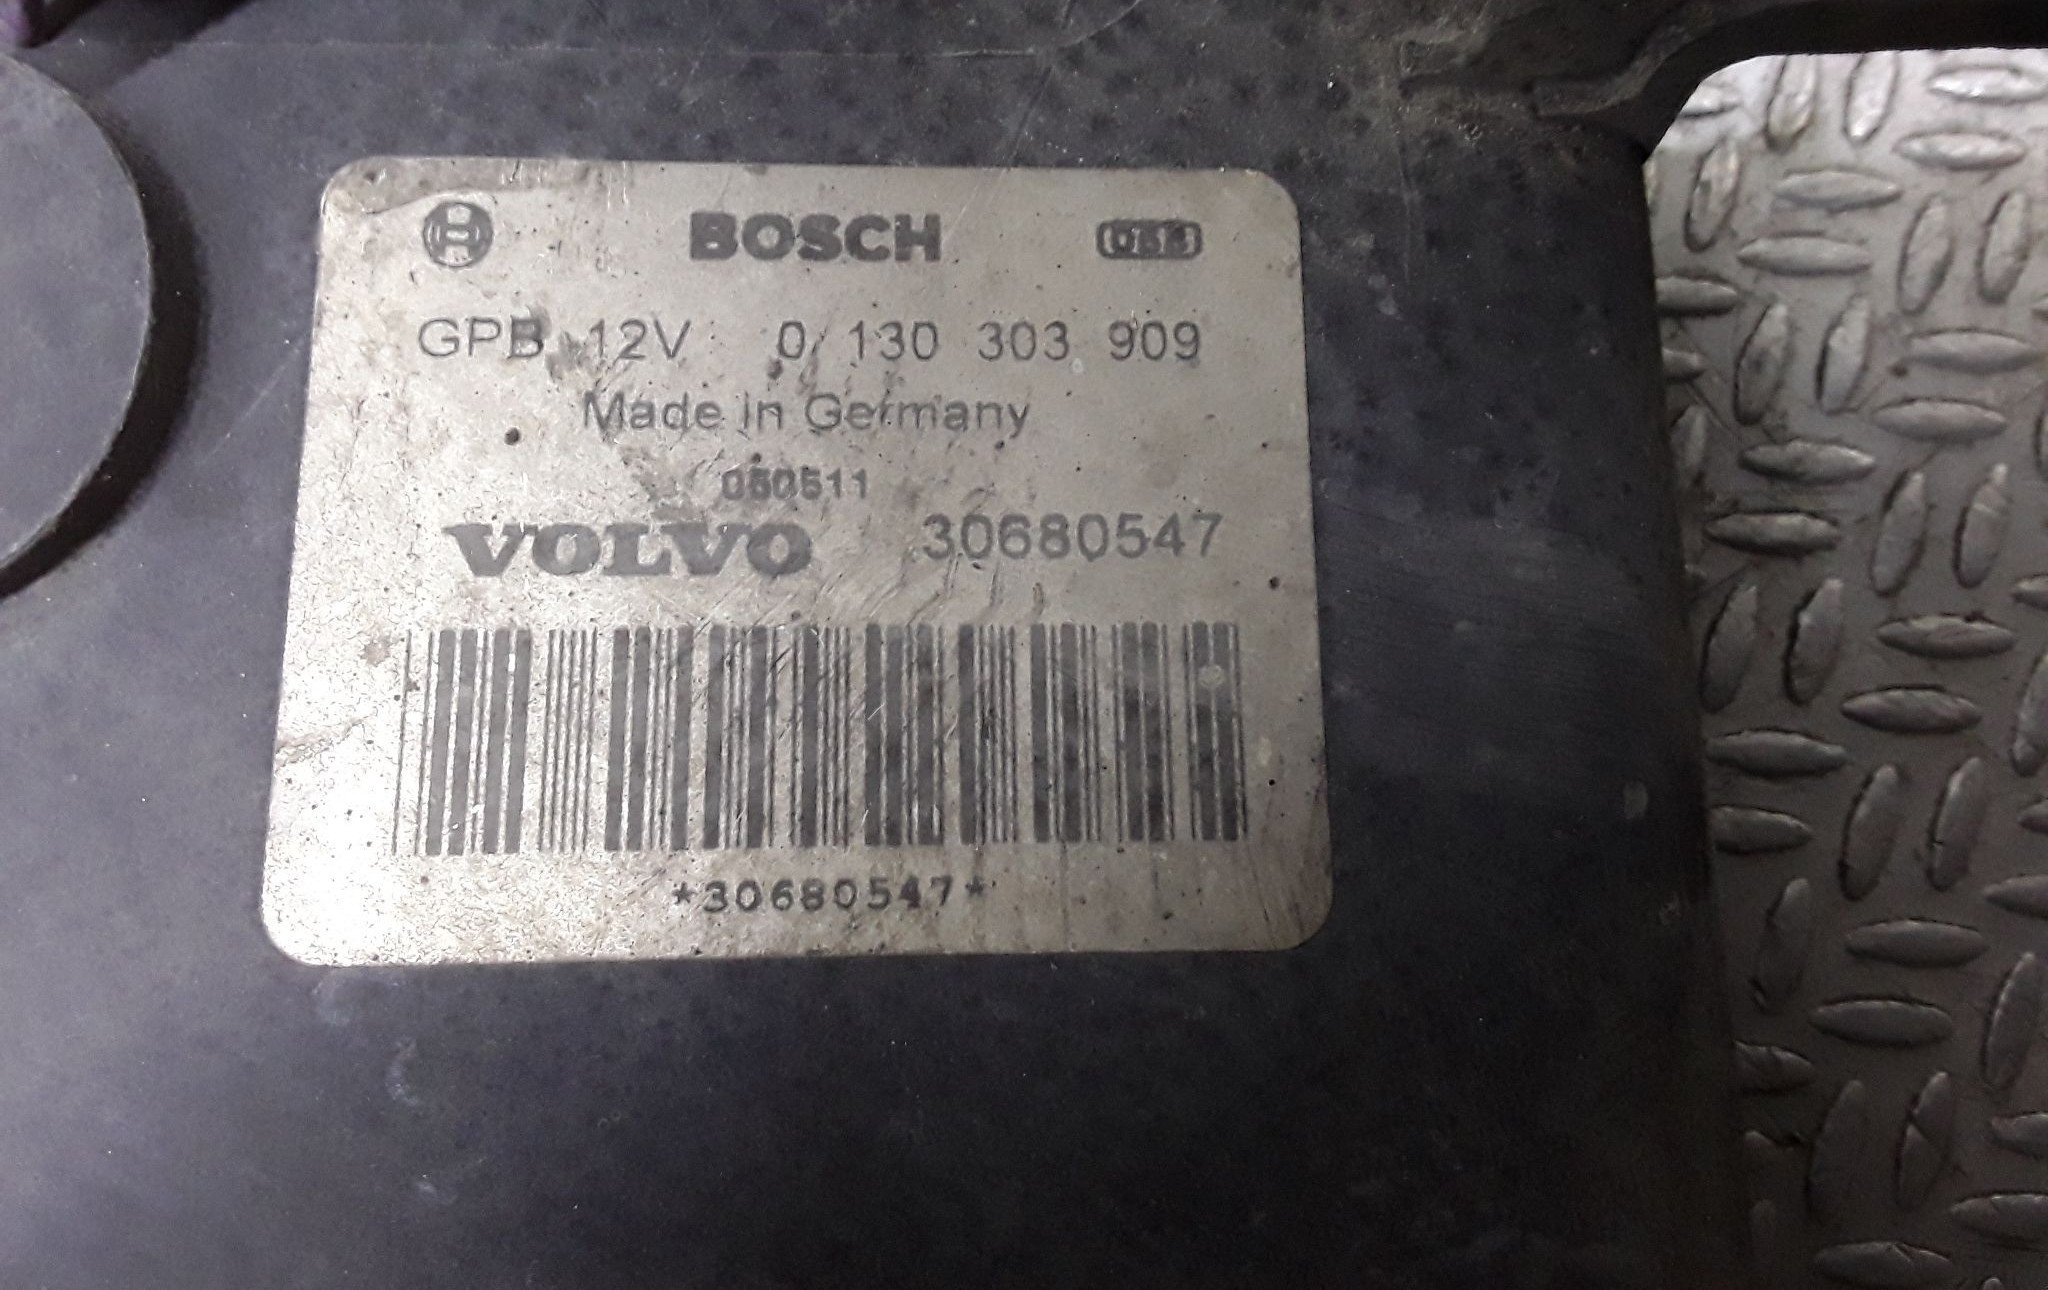 BOSCH
GPB 12V 0 130 303 909
Made in Germany
050511
VOLVO 30680547
*30680547*